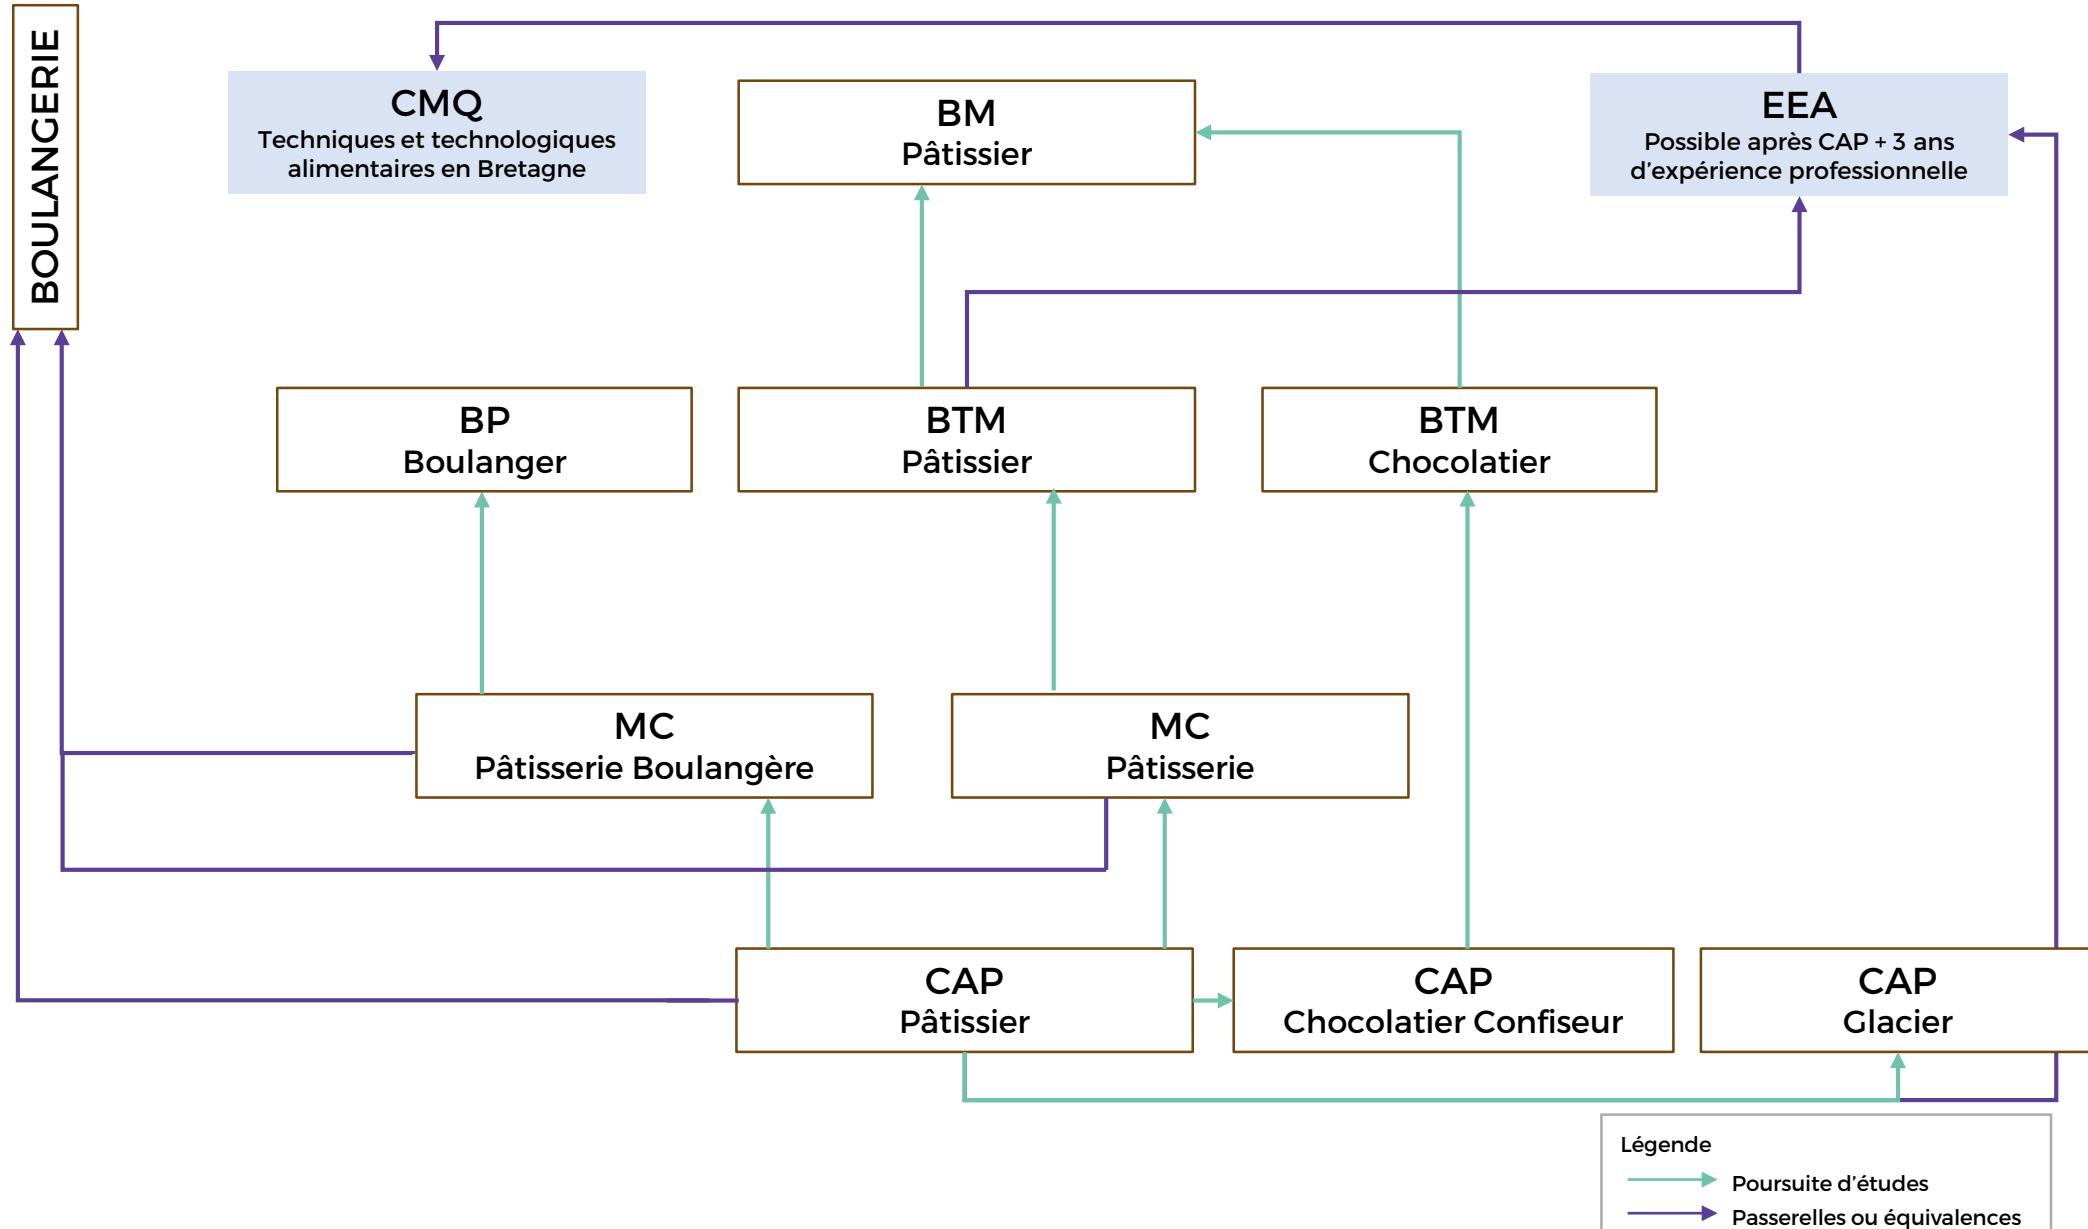 BOULANGERIE
CMQ
Techniques et technologiques
alimentaires en Bretagne
BM
Pâtissier
EEA
Possible après CAP + 3 ans
d'expérience professionnelle
BP
Boulanger
BTM
Pâtissier
BTM
Chocolatier
MC
Pâtisserie Boulangère
MC
Pâtisserie
CAP
Pâtissier
CAP
Chocolatier Confiseur
CAP
Glacier
Légende
Poursuite d'études
Passerelles ou équivalences